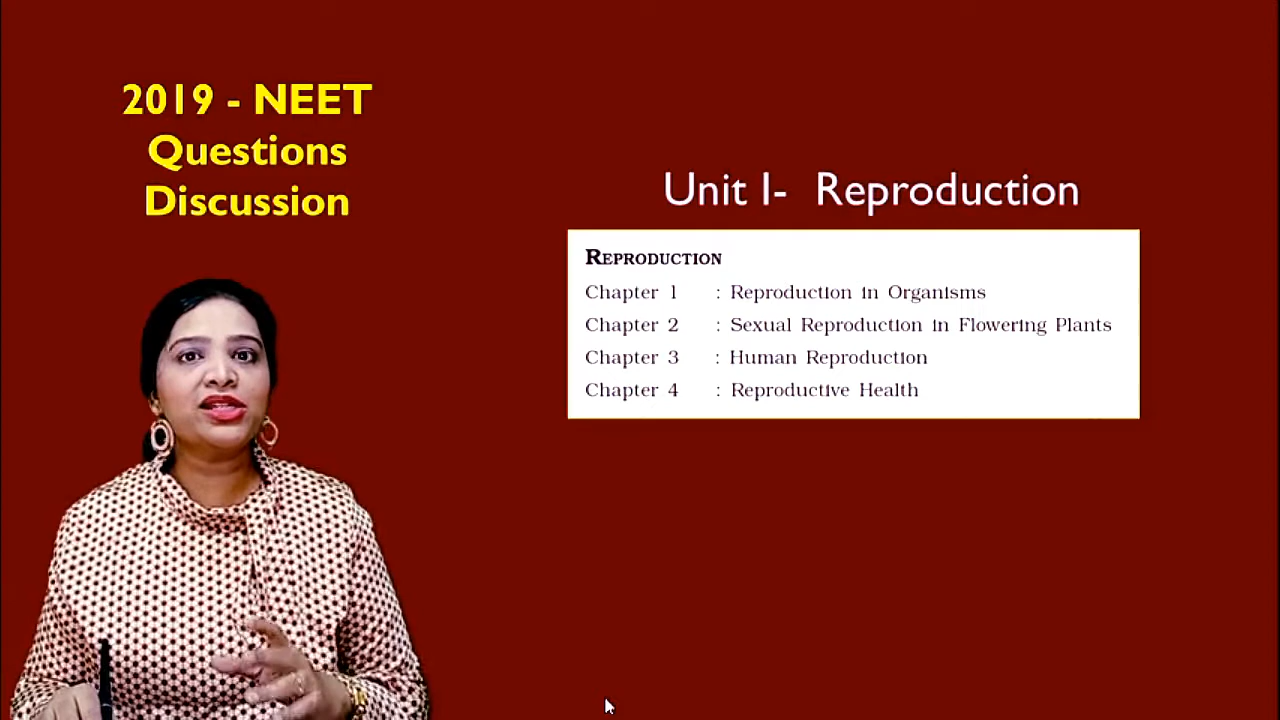 2019 - NEET
Questions
Discussion
Unit I- Reproduction
REPRODUCTION
Chapter 1 : Reproduction in Organisms
Chapter 2 : Sexual Reproduction in Flowering Plants
Chapter 3 : Human Reproduction
Chapter 4 : Reproductive Health